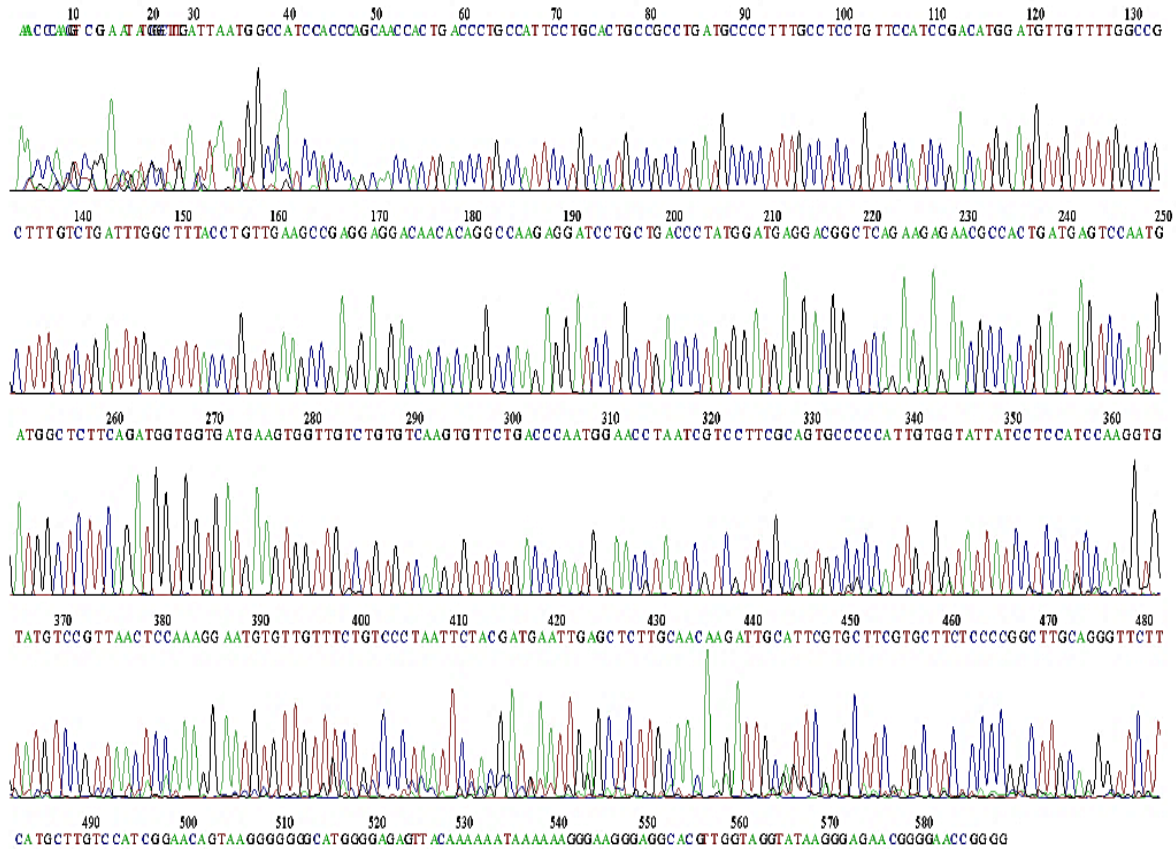 10 20 30 40 50 60 70 80 90 100 110 120 130
GATTAATGGCCATCCACCCAGCAACCACTGACCCTGCCATTCCTGCACTGCCGCCTGATGCCCCTTTGCCTCCTGTTCCATCCGACATGGATGTTGTTTTGGCCG
140 150 160 170 180 190 200 210 220 230 240 250
CTTTGTCTGATTTGGCTTTACCTGTTGAAGCCGAGGAGGACAACACAGGCCAAGAGGATCCTGCTGACCCTATGGATGAGGACGGCTCAGAAGAGAACGCCACTGATGAGTCCAATG
260 270 280 290 300 310 320 330 340 350 360
ATGGCTCTTCAGATGGTGGTGATGAAGTGGTTGTCTGTGTCAAGTGTTCTGACCCAATGGAACCTAATCGTCCTTCGCAGTGCCCCCATTGTGGTATTATCCTCCATCCAAGGTG
370 380 390 400 410 420 430 440 450 460 470 480
TATGTCCGTTAACTCCAAAGGAATGTGTTGTTTCTGTCCCTAATTCTACGATGAATTGAGCTCTTGCAACAAGATTGCATTCGTGCTTCGTGCTTCTCCCCGGCTTGCAGGGTTCTT
490 500 510 520 530 540 550 560 570 580
CATGCTTGTCCATCGGAACAGTAAGGGGGGGGCATGGGGAGAGTTACAAAAAAATAAAAAAGGGAAGGGAGGCACGTTGGTAGGTATAAGGGAGAACGGGGAACCGGGG